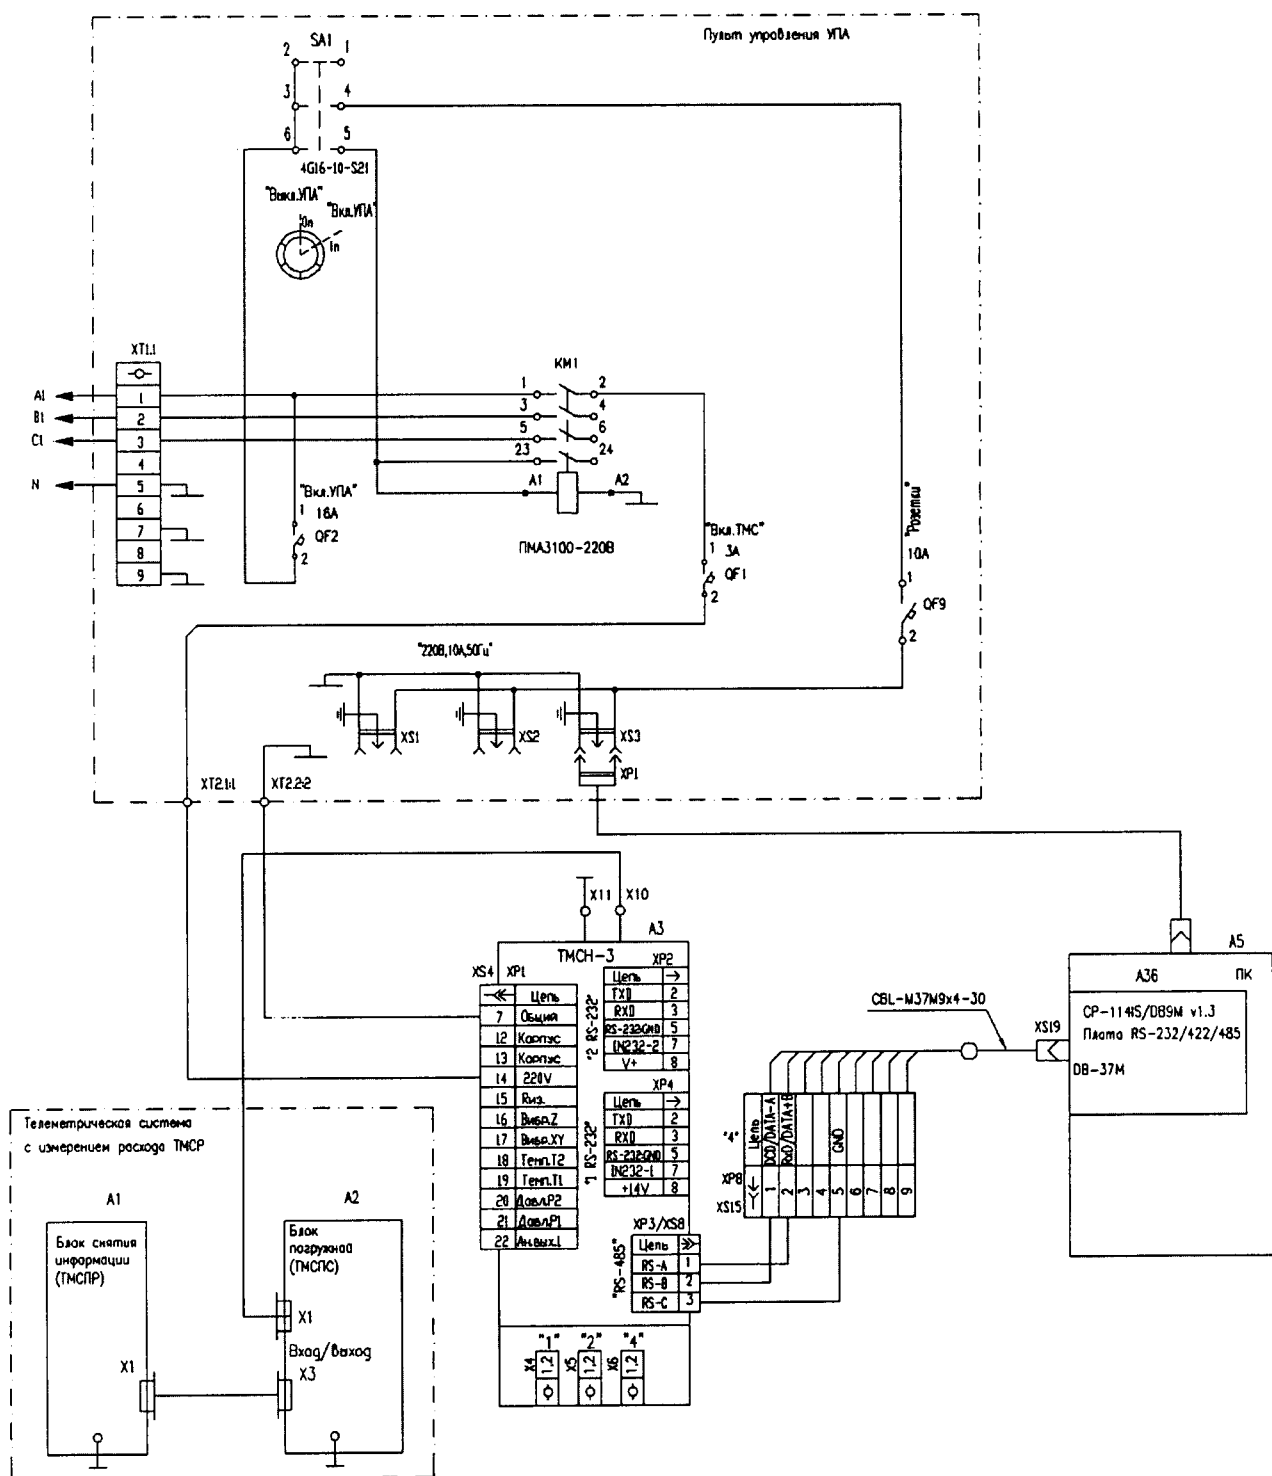 Пульт управления УПА
SA1
2 1
3 4
6 5
4G16-10-S21
"Выкл.УПА"
"Вкл.УПА"
0п
1п
XT1.1
A1 1
B1 2
C1 3
4
N 5
6
7
8
9
KM1
1 2
3 4
5 6
23 24
A1 A2
ПМА3100-220В
"Вкл.УПА"
1 16А
QF2
2
"Вкл.ТМС"
1 3А
QF1
2
"Розетки"
10А
1
QF9
2
"220В,10А,50Гц"
XS1
XS2
XS3
XP1
XT2.1:1
XT2.2:2
X11 X10
A3
ТМСН-3
XS4 XP1
Цепь
7 Общий
12 Корпус
13 Корпус
14 220V
15 Rиз.
16 Вибр.Z
17 Вибр.XY
18 Темп.T2
19 Темп.T1
20 Давл.P2
21 Давл.P1
22 Ан.вых.1
XP2
"2 RS-232"
Цепь
TXD 2
RXD 3
RS-232GND 5
IN232-2 7
V+ 8
XP4
"1 RS-232"
Цепь
TXD 2
RXD 3
RS-232GND 5
IN232-1 7
+14V 8
XP3/XS8
"RS-485"
Цепь
RS-A 1
RS-B 2
RS-C 3
"1" "2" "4"
X4 1,2
X5 1,2
X6 1,2
"4"
XP8
XS15
Цепь
1 DCD/DATA-A
2 RxD/DATA+B
3
4
5 GND
6
7
8
9
CBL-M37M9x4-30
XS19
A5
A36 ПК
CP-114IS/DB9M v1.3
Плата RS-232/422/485
DB-37M
Телеметрическая система
с измерением расхода ТМСР
A1
Блок снятия
информации
(ТМСПР)
X1
A2
Блок
погружной
(ТМСПС)
X1
Вход/выход
X3